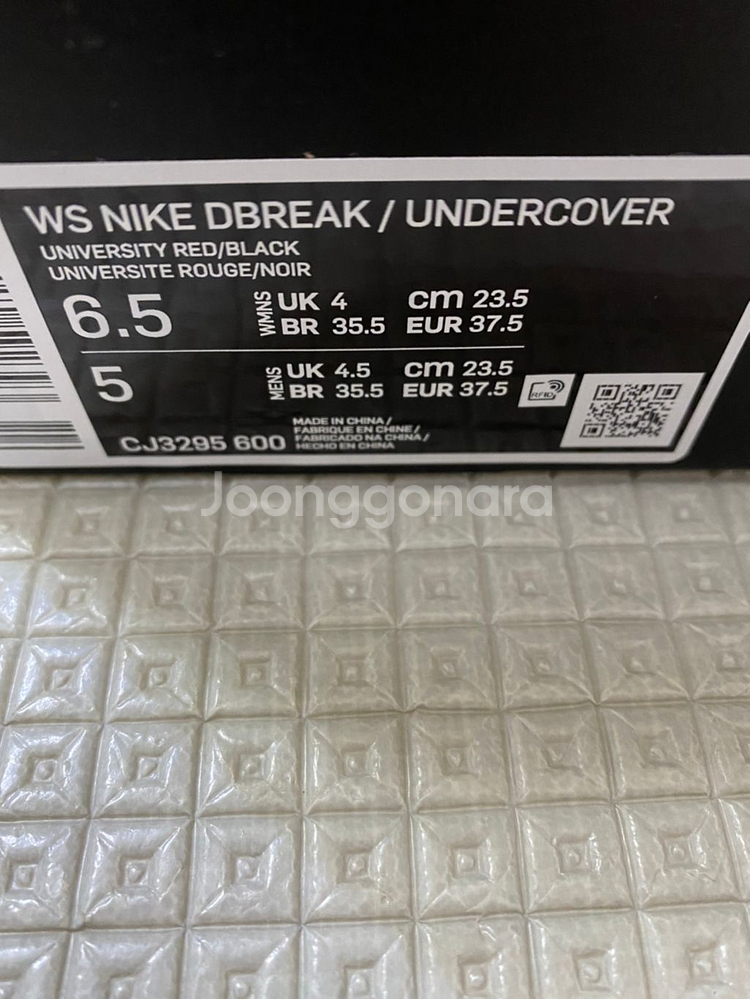 WS NIKE DBREAK / UNDERCOVER
UNIVERSITY RED/BLACK
UNIVERSITE ROUGE/NOIR
6.5 WMNS UK 4 cm 23.5
BR 35.5 EUR 37.5
5 MENS UK 4.5 cm 23.5
BR 35.5 EUR 37.5
RFID
CJ3295 600
MADE IN CHINA /
FABRIQUE EN CHINE /
FABRICADO NA CHINA /
HECHO EN CHINA
Joonggonara